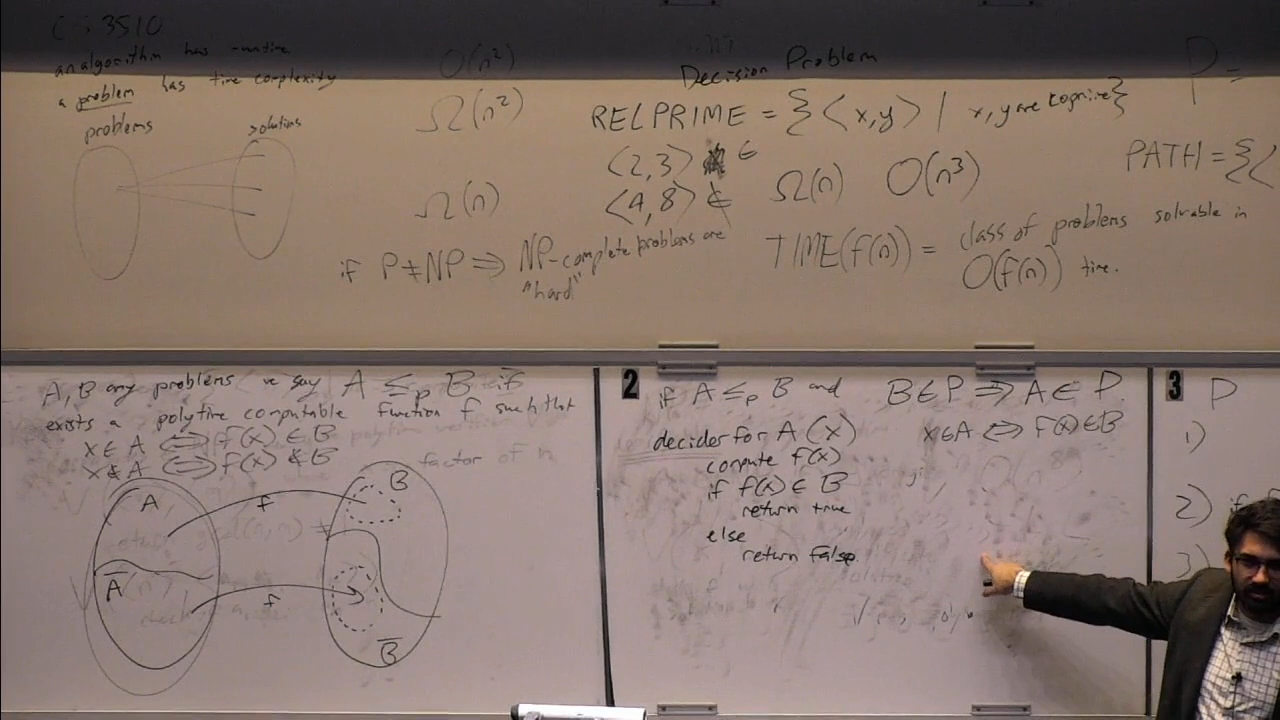 CS 3510
an algorithm has runtime
a problem has time complexity
problems
solutions
O(n²)
Ω(n²)
Ω(n)
if P ≠ NP ⇒ NP-complete problems are
"hard"
Decision Problem
RELPRIME = {<x,y> | x, y are coprime}
<2,3> ∈
<4,8> ∉
Ω(n) O(n³)
TIME(f(n)) = class of problems solvable in
O(f(n)) time.
P =
PATH = {<
A, B any problems we say A ≤p B if
exists a polytime computable function f such that
x ∈ A ⇔ f(x) ∈ B
x ∉ A ⇔ f(x) ∉ B
factor of n
A
B
f
A̅
f
B̅
2
if A ≤p B and B ∈ P ⇒ A ∈ P.
decider for A (x)
x ∈ A ⇔ f(x) ∈ B
compute f(x)
if f(x) ∈ B
return true
else
return false.
3
P
1)
2) if
3)